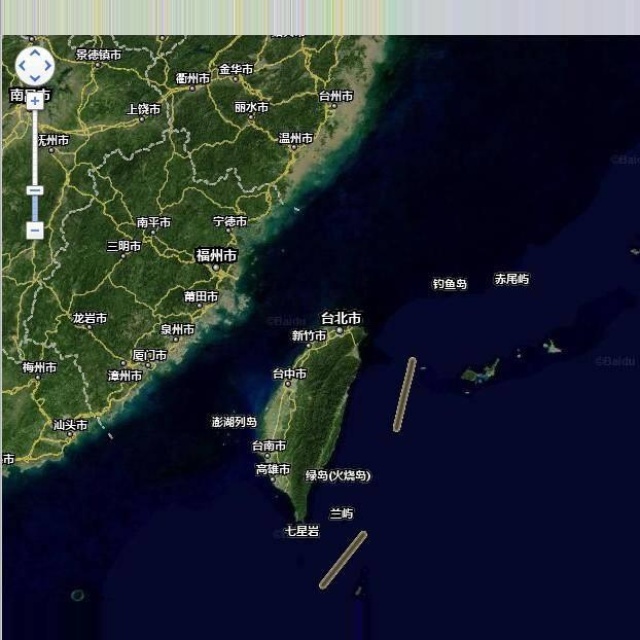 景德镇市
金华市
衢州市
南昌市
台州市
上饶市
丽水市
抚州市
温州市
南平市
宁德市
三明市
福州市
钓鱼岛
赤尾屿
莆田市
龙岩市
台北市
泉州市
新竹市
厦门市
梅州市
漳州市
台中市
澎湖列岛
汕头市
台南市
市
高雄市
绿岛(火烧岛)
兰屿
七星岩
©Baidu